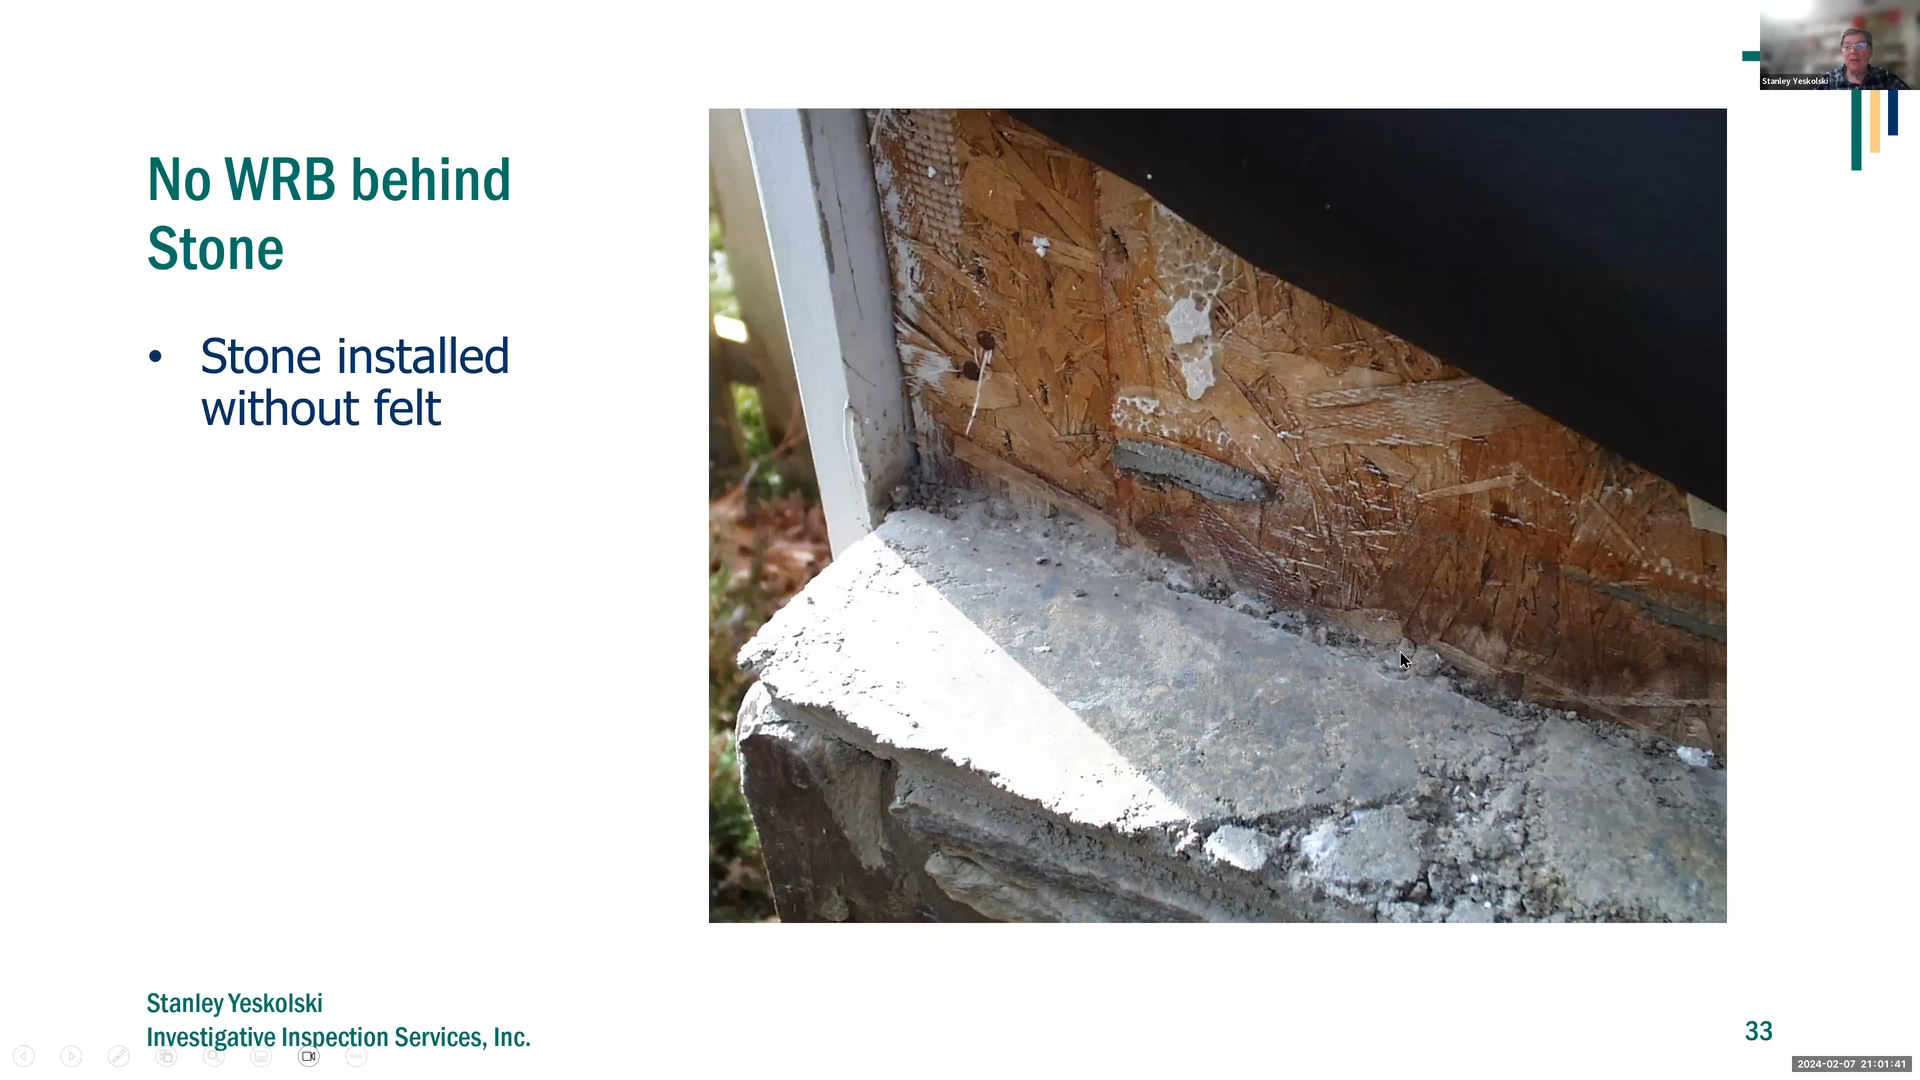 Stanley Yeskolski
No WRB behind
Stone
• Stone installed
without felt
Stanley Yeskolski
Investigative Inspection Services, Inc.
33
2024-02-07 21:01:41